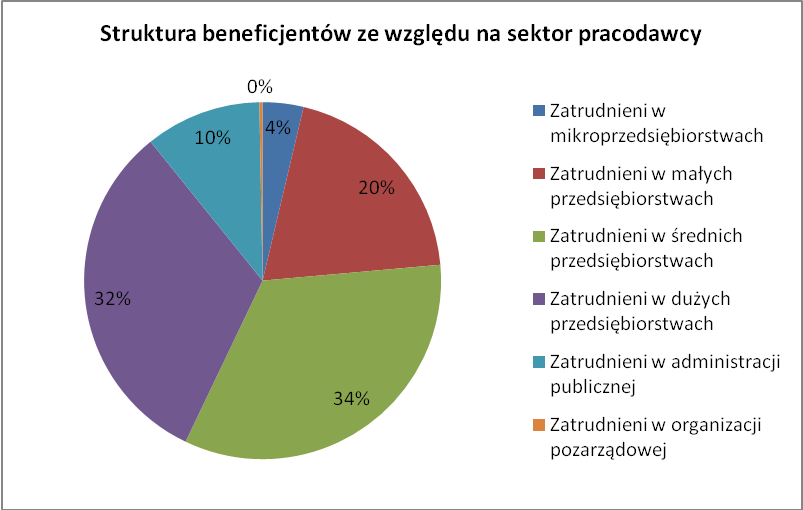 Struktura beneficjentów ze względu na sektor pracodawcy
0%
4%
10%
20%
32%
34%
Zatrudnieni w
mikroprzedsiębiorstwach
Zatrudnieni w małych
przedsiębiorstwach
Zatrudnieni w średnich
przedsiębiorstwach
Zatrudnieni w dużych
przedsiębiorstwach
Zatrudnieni w administracji
publicznej
Zatrudnieni w organizacji
pozarządowej